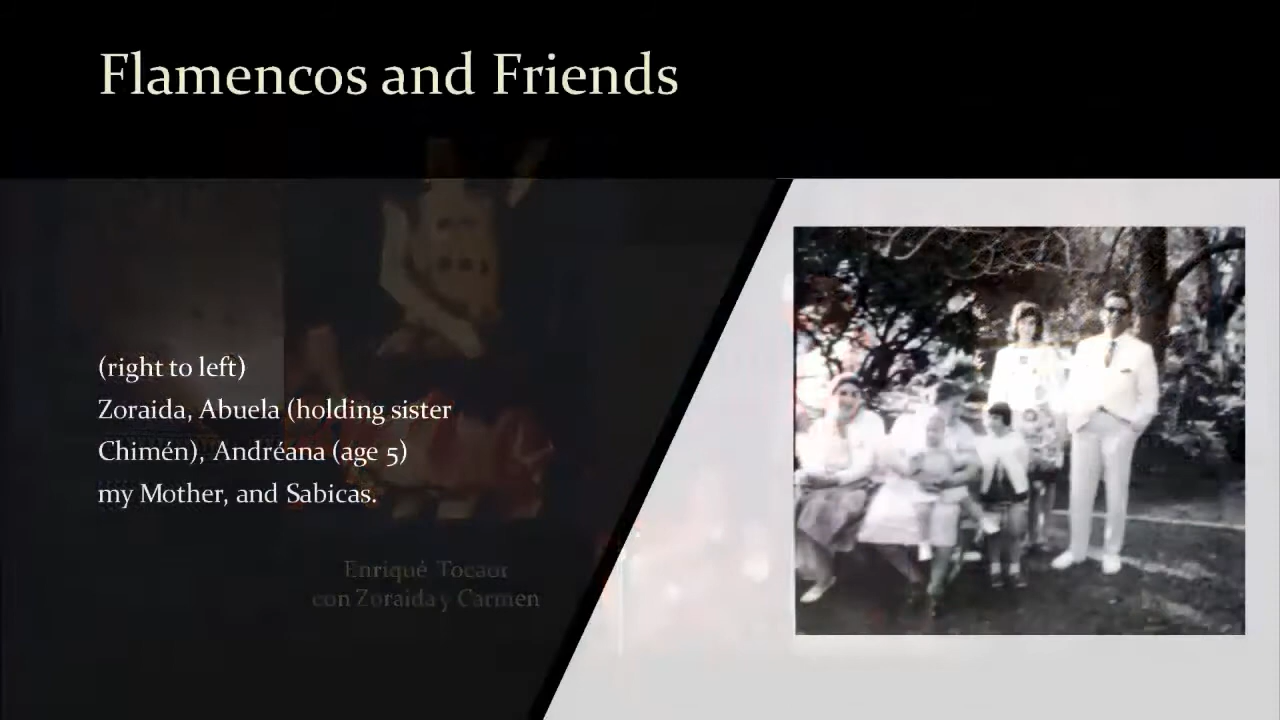 Flamencos and Friends
(right to left)
Zoraida, Abuela (holding sister
Chimén), Andréana (age 5)
my Mother, and Sabicas.
Enriqué Tocaor
con Zoraida y Carmen